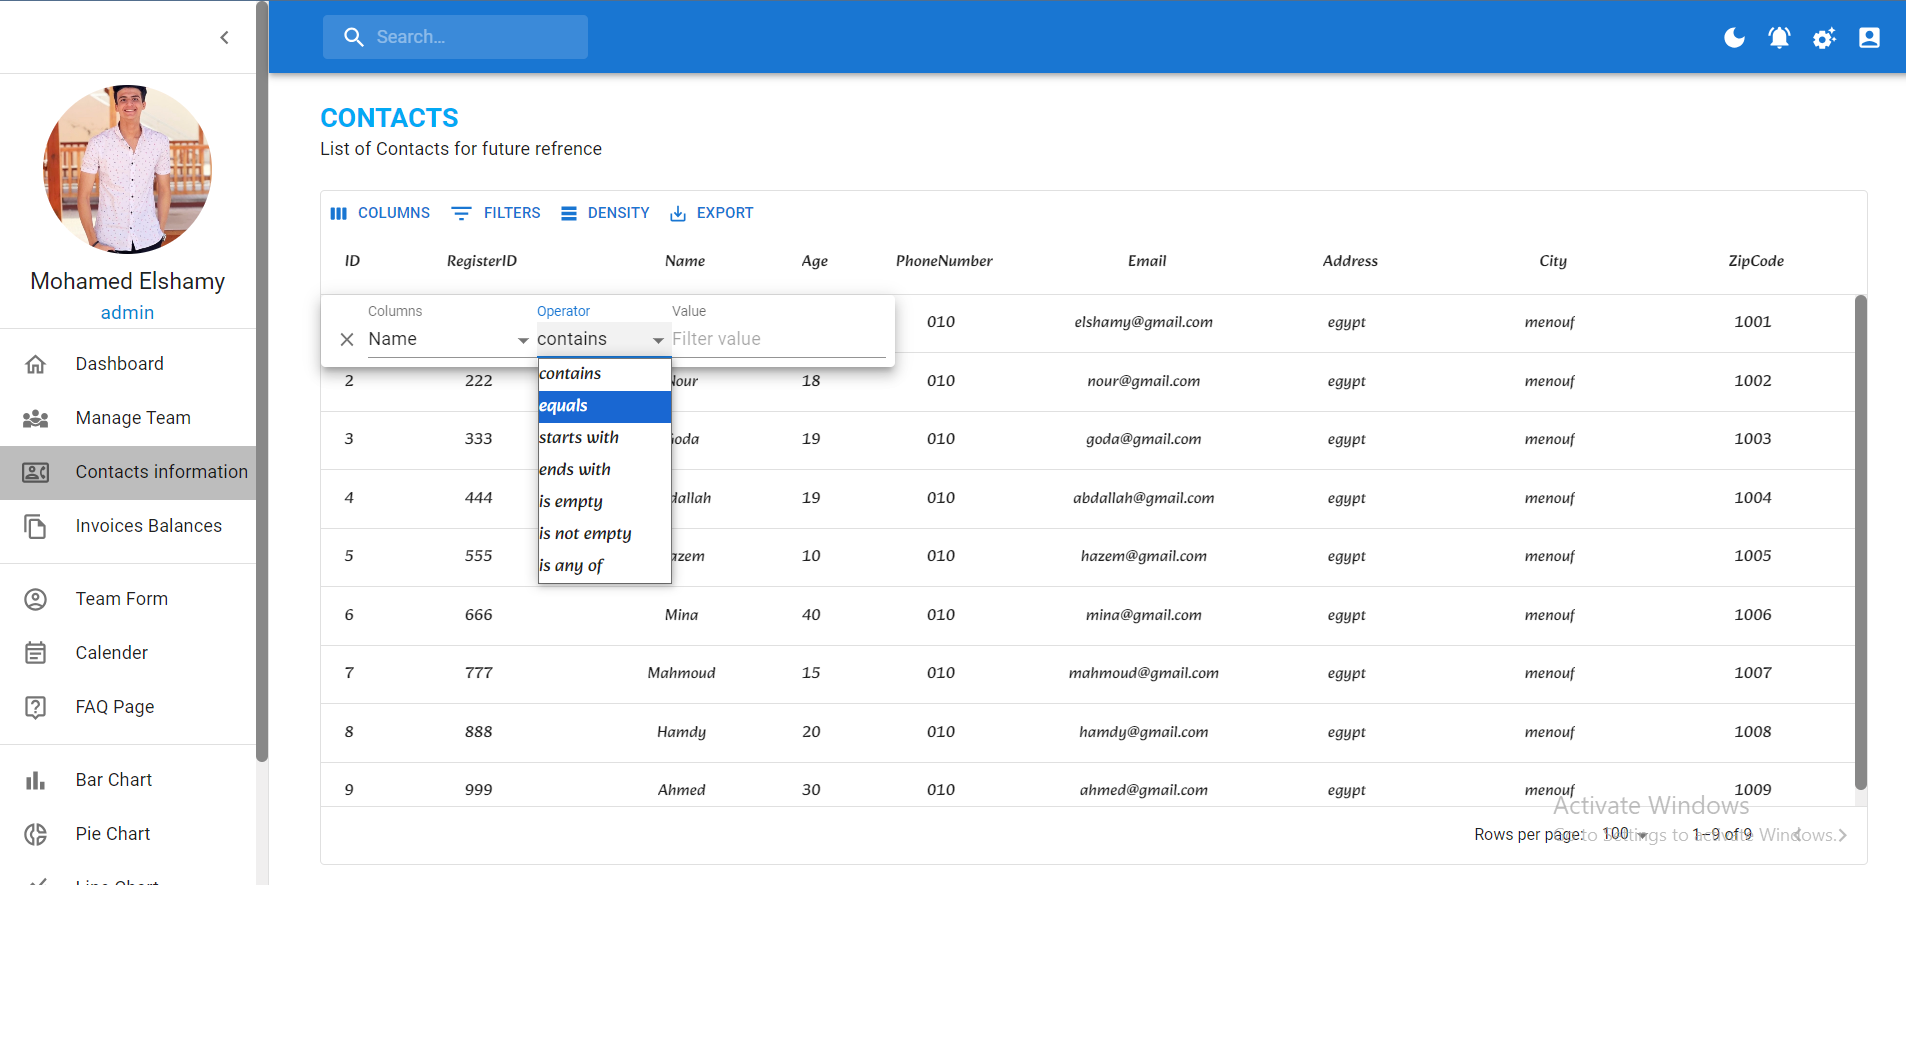 Search…
Mohamed Elshamy
admin
Dashboard
Manage Team
Contacts information
Invoices Balances
Team Form
Calender
FAQ Page
Bar Chart
Pie Chart
Line Chart
CONTACTS
List of Contacts for future refrence
COLUMNS FILTERS DENSITY EXPORT
ID RegisterID Name Age PhoneNumber Email Address City ZipCode
Columns Operator Value
Name contains Filter value
contains
equals
starts with
ends with
is empty
is not empty
is any of
010 elshamy@gmail.com egypt menouf 1001
2 222 Nour 18 010 nour@gmail.com egypt menouf 1002
3 333 Goda 19 010 goda@gmail.com egypt menouf 1003
4 444 dallah 19 010 abdallah@gmail.com egypt menouf 1004
5 555 azem 10 010 hazem@gmail.com egypt menouf 1005
6 666 Mina 40 010 mina@gmail.com egypt menouf 1006
7 777 Mahmoud 15 010 mahmoud@gmail.com egypt menouf 1007
8 888 Hamdy 20 010 hamdy@gmail.com egypt menouf 1008
9 999 Ahmed 30 010 ahmed@gmail.com egypt menouf 1009
Rows per page: 100 1–9 of 9
Activate Windows
Go to Settings to activate Windows.